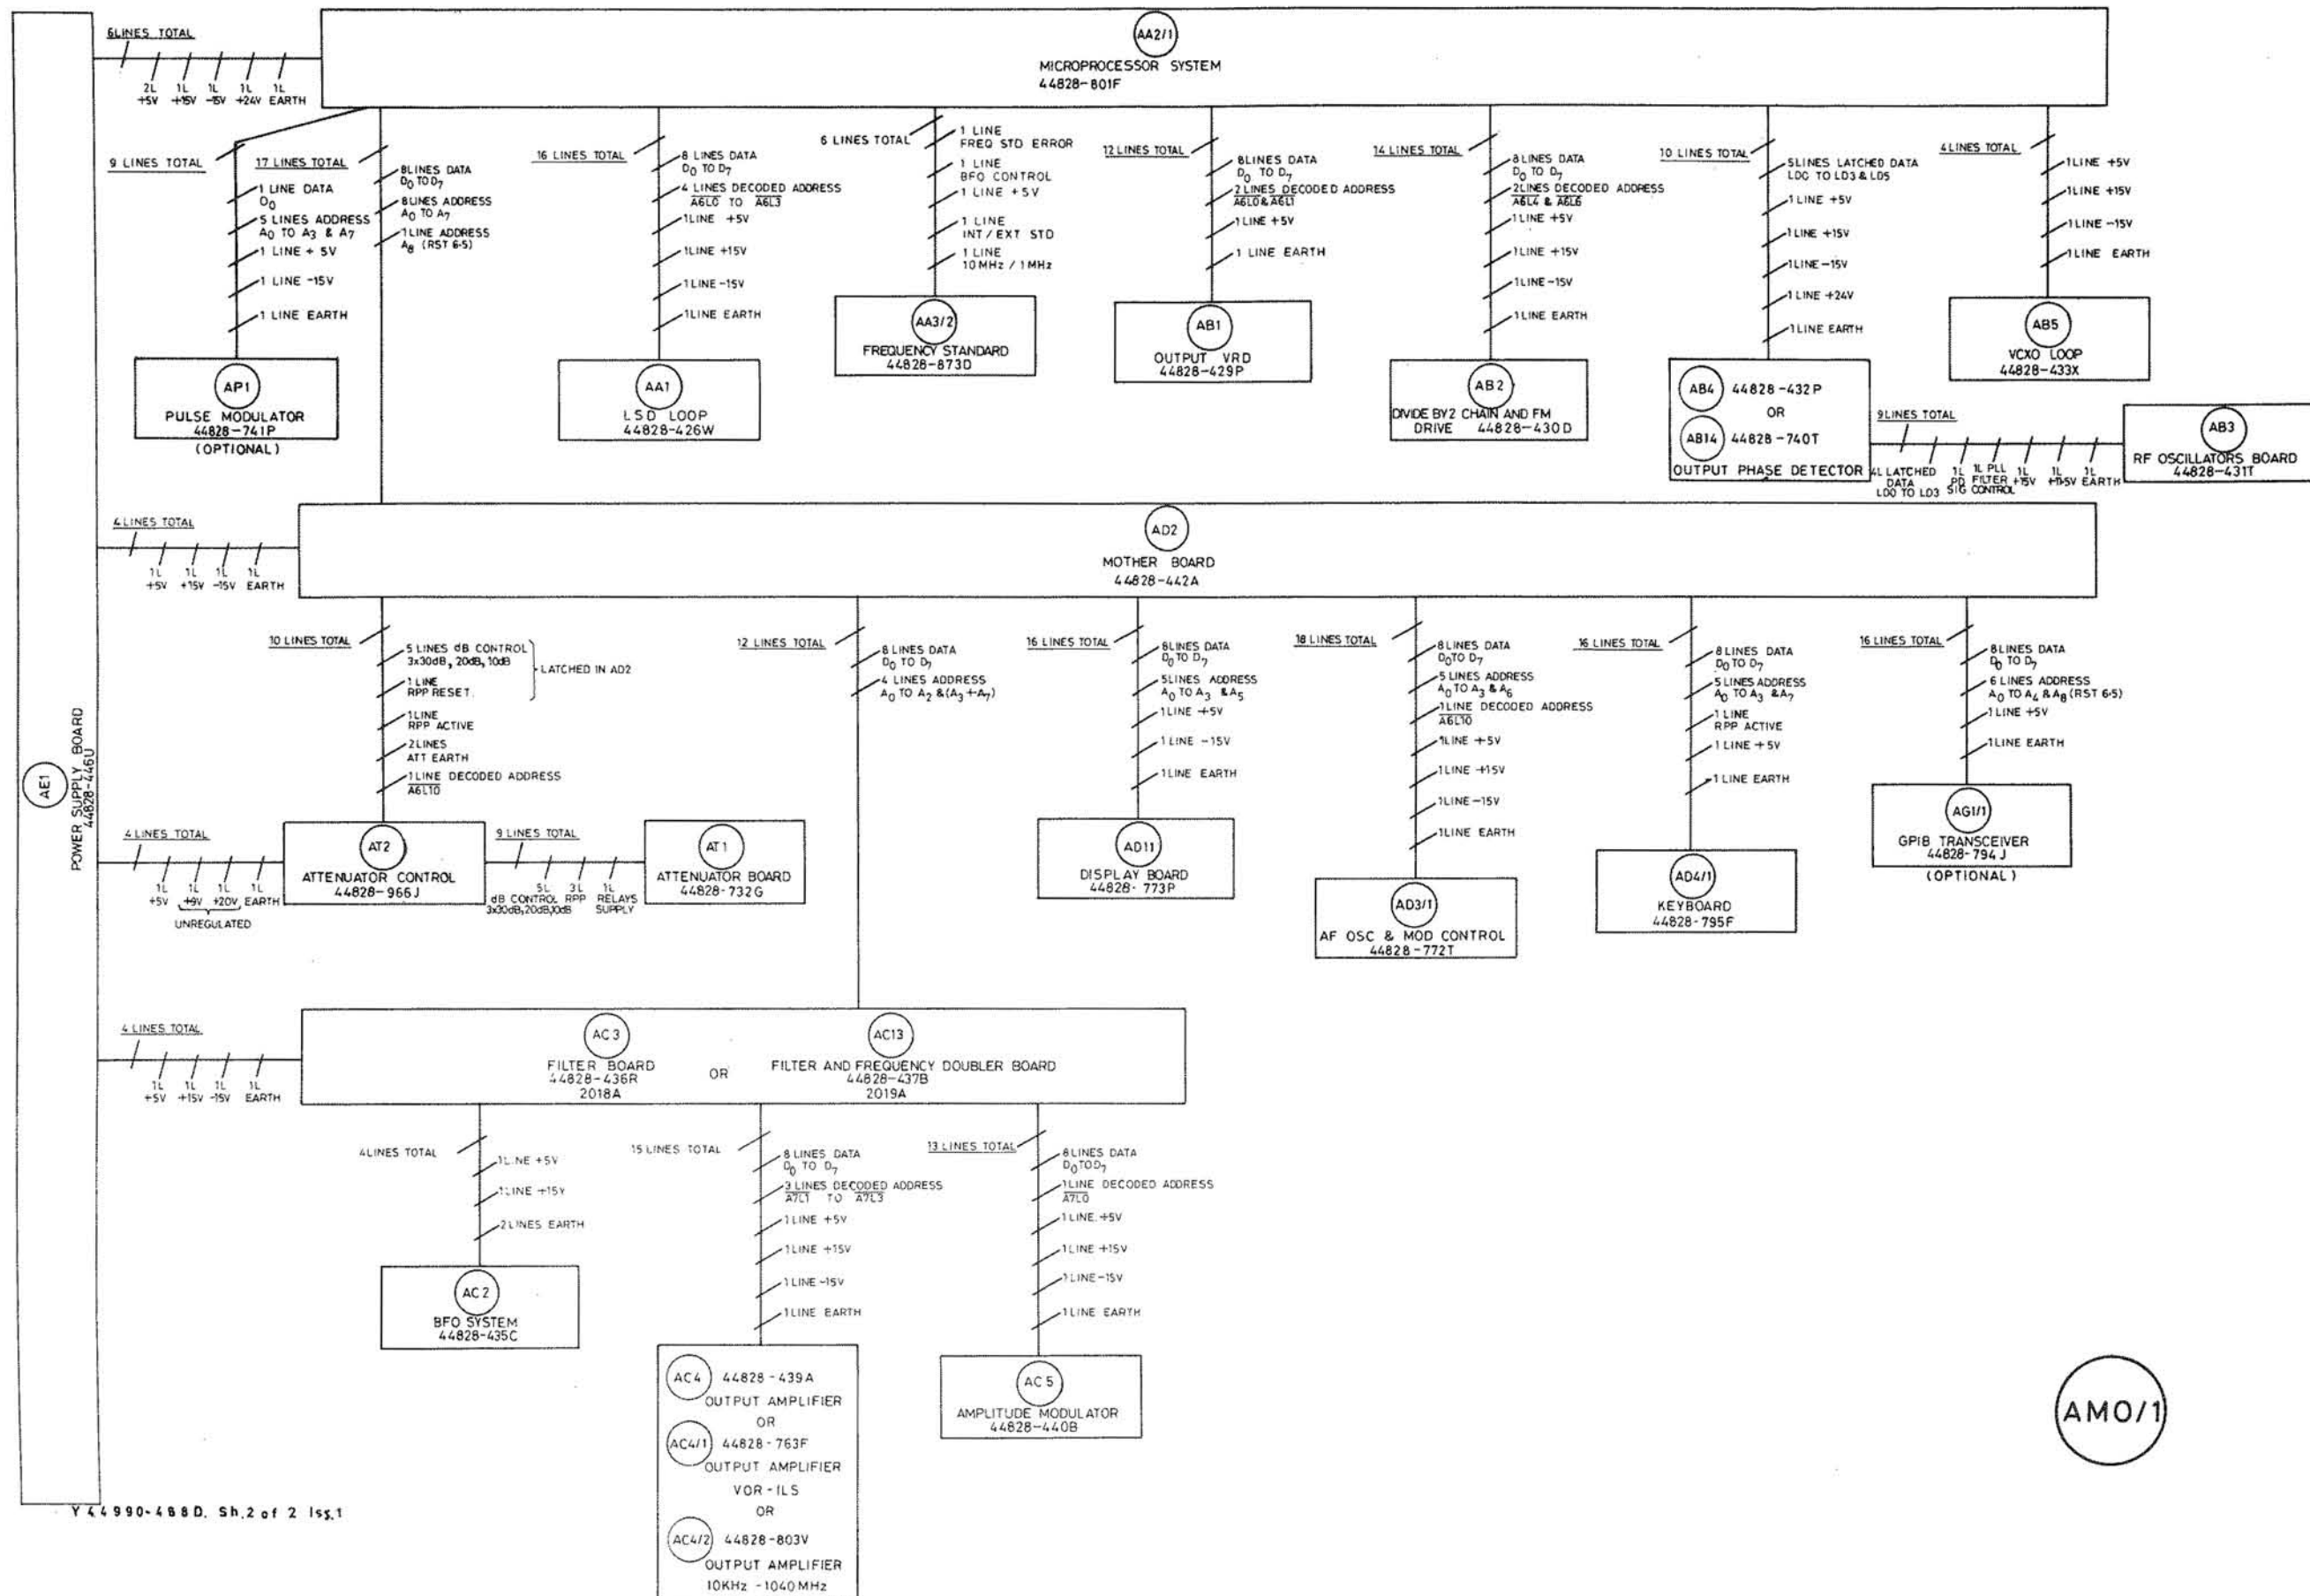 6 LINES TOTAL
2L +5V
1L +15V
1L -15V
1L +24V
1L EARTH
AA2/1
MICROPROCESSOR SYSTEM
44828-801F
9 LINES TOTAL
1 LINE DATA
D0
5 LINES ADDRESS
A0 TO A3 & A7
1 LINE + 5V
1 LINE -15V
1 LINE EARTH
AP1
PULSE MODULATOR
44828-741P
(OPTIONAL)
17 LINES TOTAL
8LINES DATA
D0 TO D7
8LINES ADDRESS
A0 TO A7
1 LINE ADDRESS
A8 (RST 6·5)
16 LINES TOTAL
8 LINES DATA
D0 TO D7
4 LINES DECODED ADDRESS
A6L0 TO A6L3
1LINE +5V
1LINE +15V
1LINE -15V
1LINE EARTH
AA1
LSD LOOP
44828-426W
6 LINES TOTAL
1 LINE
FREQ STD ERROR
1 LINE
BFO CONTROL
1 LINE +5V
1 LINE
INT/EXT STD
1 LINE
10MHz / 1MHz
AA3/2
FREQUENCY STANDARD
44828-873D
12 LINES TOTAL
8LINES DATA
D0 TO D7
2 LINES DECODED ADDRESS
A6L0 & A6L1
1 LINE +5V
1 LINE EARTH
AB1
OUTPUT VRD
44828-429P
14 LINES TOTAL
8 LINES DATA
D0 TO D7
2LINES DECODED ADDRESS
A6L4 & A6L6
1LINE +5V
1LINE +15V
1LINE-15V
1LINE EARTH
AB2
DIVIDE BY2 CHAIN AND FM
DRIVE 44828-430D
10 LINES TOTAL
5LINES LATCHED DATA
LD0 TO LD3 & LD5
1 LINE +5V
1 LINE +15V
1LINE-15V
1 LINE +24V
1LINE EARTH
AB4 44828-432P
OR
AB14 44828-740T
OUTPUT PHASE DETECTOR
4LINES TOTAL
1LINE +5V
1LINE +15V
1LINE -15V
1LINE EARTH
AB5
VCXO LOOP
44828-433X
9LINES TOTAL
4L LATCHED DATA LD0 TO LD3
1L PD SIG
1L PLL FILTER CONTROL
1L +15V
1L
1L EARTH
AB3
RF OSCILLATORS BOARD
44828-431T
4 LINES TOTAL
1L +5V
1L +15V
1L -15V
1L EARTH
AD2
MOTHER BOARD
44828-442A
10 LINES TOTAL
5 LINES dB CONTROL
3x30dB, 20dB, 10dB
1 LINE
RPP RESET.
LATCHED IN AD2
1LINE
RPP ACTIVE
2LINES
ATT EARTH
1LINE DECODED ADDRESS
A6L10
12 LINES TOTAL
8 LINES DATA
D0 TO D7
4 LINES ADDRESS
A0 TO A2 & (A3+A7)
16 LINES TOTAL
8LINES DATA
D0 TO D7
5LINES ADDRESS
A0 TO A3 & A5
1LINE +5V
1LINE -15V
1LINE EARTH
AD11
DISPLAY BOARD
44828-773P
18 LINES TOTAL
8LINES DATA
D0 TO D7
5 LINES ADDRESS
A0 TO A3 & A6
1LINE DECODED ADDRESS
A6L10
1LINE +5V
1LINE +15V
1LINE-15V
1LINE EARTH
AD3/1
AF OSC & MOD CONTROL
44828-772T
16 LINES TOTAL
8 LINES DATA
D0 TO D7
5 LINES ADDRESS
A0 TO A3 & A7
1 LINE
RPP ACTIVE
1 LINE +5V
1 LINE EARTH
AD4/1
KEYBOARD
44828-795F
16 LINES TOTAL
8LINES DATA
D0 TO D7
6 LINES ADDRESS
A0 TO A4 & A8 (RST 6·5)
1LINE +5V
1LINE EARTH
AG1/1
GPIB TRANSCEIVER
44828-794J
(OPTIONAL)
AE1
POWER SUPPLY BOARD
44828-446U
4 LINES TOTAL
1L +5V
1L +9V
1L +20V
1L EARTH
UNREGULATED
AT2
ATTENUATOR CONTROL
44828-966J
9 LINES TOTAL
5L dB CONTROL 3x30dB,20dB,10dB
3L RPP
1L RELAYS SUPPLY
AT1
ATTENUATOR BOARD
44828-732G
4 LINES TOTAL
1L +5V
1L +15V
1L -15V
1L EARTH
AC3
FILTER BOARD
44828-436R
2018A
OR
AC13
FILTER AND FREQUENCY DOUBLER BOARD
44828-437B
2019A
4LINES TOTAL
1LINE +5V
1LINE +15V
2LINES EARTH
AC2
BFO SYSTEM
44828-435C
15 LINES TOTAL
8 LINES DATA
D0 TO D7
3 LINES DECODED ADDRESS
A7L1 TO A7L3
1LINE +5V
1LINE +15V
1LINE -15V
1LINE EARTH
AC4 44828-439A
OUTPUT AMPLIFIER
OR
AC4/1 44828-763F
OUTPUT AMPLIFIER
VOR-ILS
OR
AC4/2 44828-803V
OUTPUT AMPLIFIER
10KHz -1040MHz
13 LINES TOTAL
8LINES DATA
D0 TO D7
1LINE DECODED ADDRESS
A7L0
1LINE +5V
1LINE +15V
1LINE-15V
1LINE EARTH
AC5
AMPLITUDE MODULATOR
44828-440B
AMO/1
Y 44990-488D. Sh.2 of 2 Iss.1